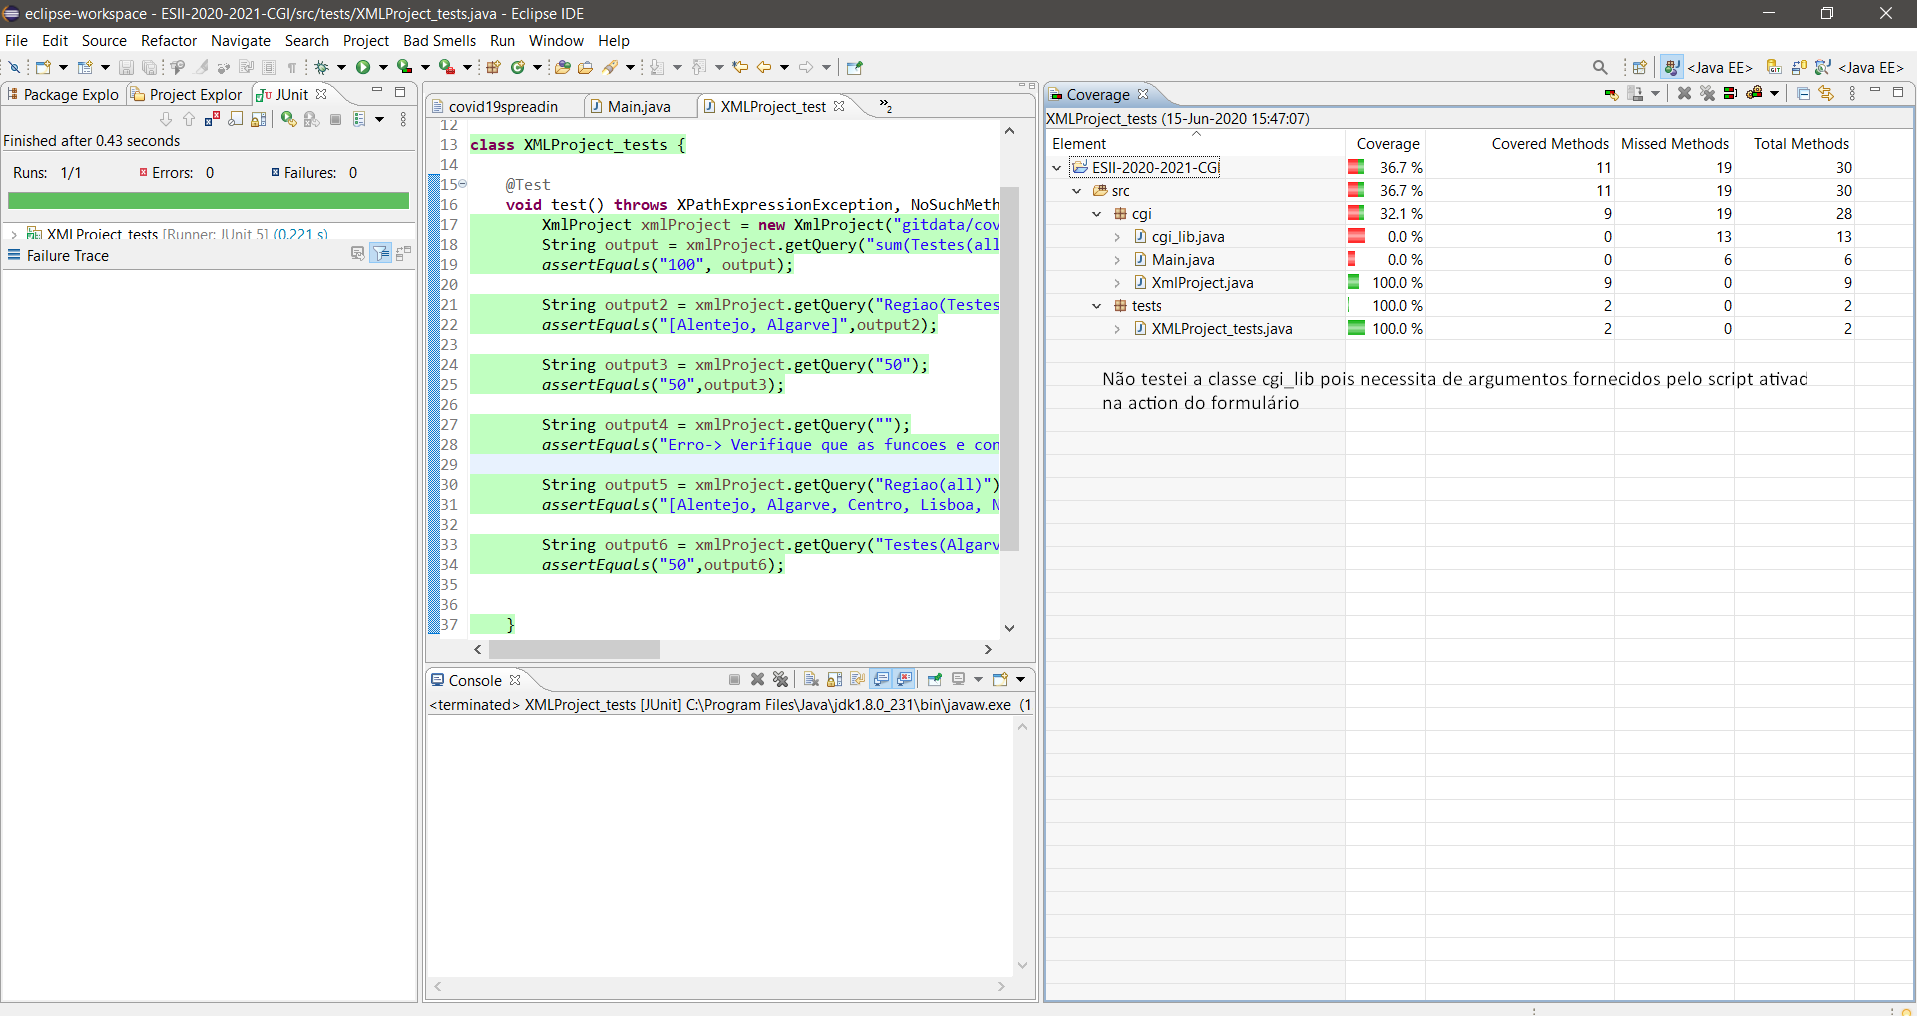 eclipse-workspace - ESII-2020-2021-CGI/src/tests/XMLProject_tests.java - Eclipse IDE
File Edit Source Refactor Navigate Search Project Bad Smells Run Window Help
<Java EE> <Java EE>
Package Explo Project Explor JUnit
Finished after 0.43 seconds
Runs: 1/1 Errors: 0 Failures: 0
XMLProject_tests [Runner: JUnit 5] (0.221 s)
Failure Trace
covid19spreadin Main.java XMLProject_test »2
12
13 class XMLProject_tests {
14
15 @Test
16 void test() throws XPathExpressionException, NoSuchMeth
17 XmlProject xmlProject = new XmlProject("gitdata/cov
18 String output = xmlProject.getQuery("sum(Testes(all
19 assertEquals("100", output);
20
21 String output2 = xmlProject.getQuery("Regiao(Testes
22 assertEquals("[Alentejo, Algarve]",output2);
23
24 String output3 = xmlProject.getQuery("50");
25 assertEquals("50",output3);
26
27 String output4 = xmlProject.getQuery("");
28 assertEquals("Erro-> Verifique que as funcoes e con
29
30 String output5 = xmlProject.getQuery("Regiao(all)")
31 assertEquals("[Alentejo, Algarve, Centro, Lisboa, N
32
33 String output6 = xmlProject.getQuery("Testes(Algarv
34 assertEquals("50",output6);
35
36
37 }
Console
<terminated> XMLProject_tests [JUnit] C:\Program Files\Java\jdk1.8.0_231\bin\javaw.exe (1
Coverage
XMLProject_tests (15-Jun-2020 15:47:07)
Element Coverage Covered Methods Missed Methods Total Methods
ESII-2020-2021-CGI 36.7 % 11 19 30
src 36.7 % 11 19 30
cgi 32.1 % 9 19 28
cgi_lib.java 0.0 % 0 13 13
Main.java 0.0 % 0 6 6
XmlProject.java 100.0 % 9 0 9
tests 100.0 % 2 0 2
XMLProject_tests.java 100.0 % 2 0 2
Não testei a classe cgi_lib pois necessita de argumentos fornecidos pelo script ativad
na action do formulário